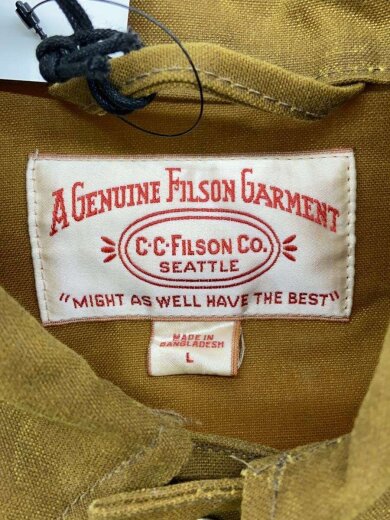 A GENUINE FILSON GARMENT
C·C·FILSON CO.
SEATTLE
"MIGHT AS WELL HAVE THE BEST"
MADE IN
BANGLADESH
L